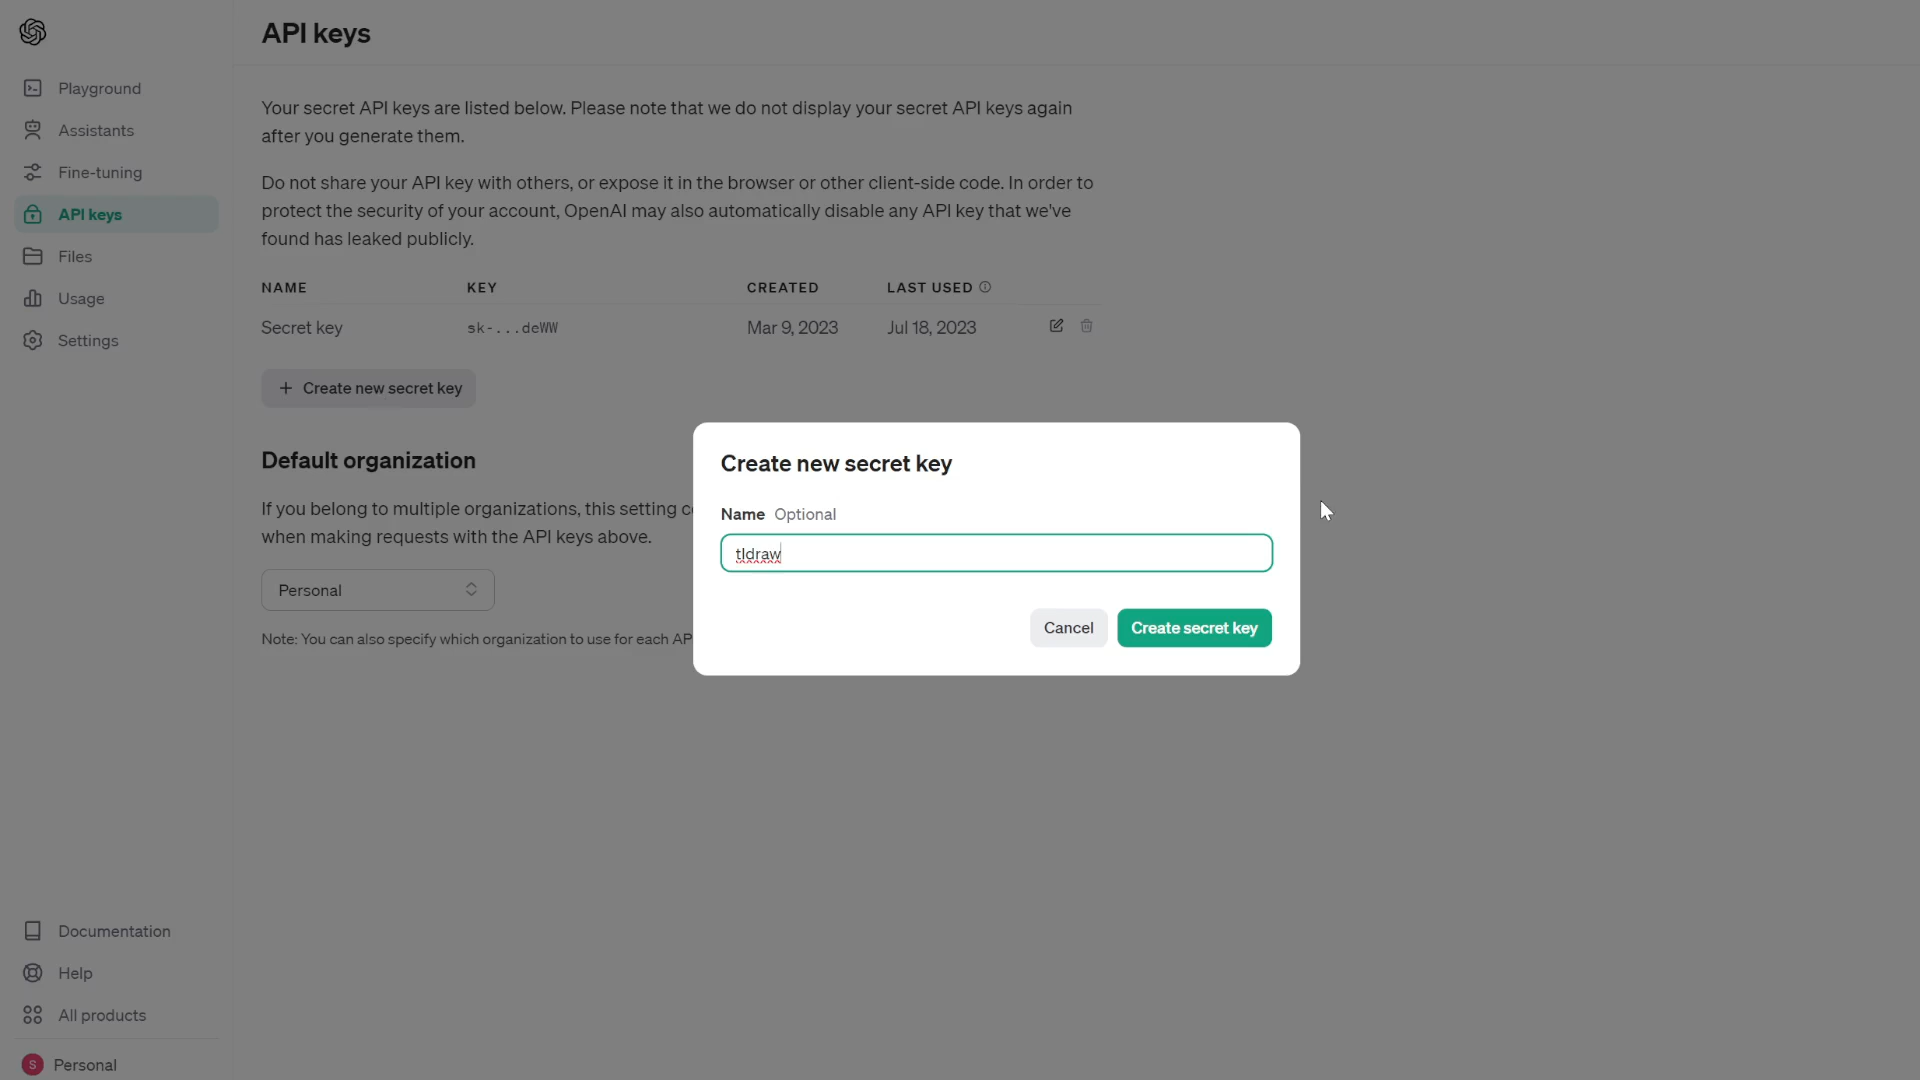 API keys
Playground
Assistants
Fine-tuning
API keys
Files
Usage
Settings
Your secret API keys are listed below. Please note that we do not display your secret API keys again
after you generate them.
Do not share your API key with others, or expose it in the browser or other client-side code. In order to
protect the security of your account, OpenAI may also automatically disable any API key that we've
found has leaked publicly.
NAME KEY CREATED LAST USED
Secret key sk-...deWW Mar 9, 2023 Jul 18, 2023
+ Create new secret key
Default organization
If you belong to multiple organizations, this setting
when making requests with the API keys above.
Personal
Note: You can also specify which organization to use for each AP
Create new secret key
Name Optional
tldraw
Cancel Create secret key
Documentation
Help
All products
S Personal